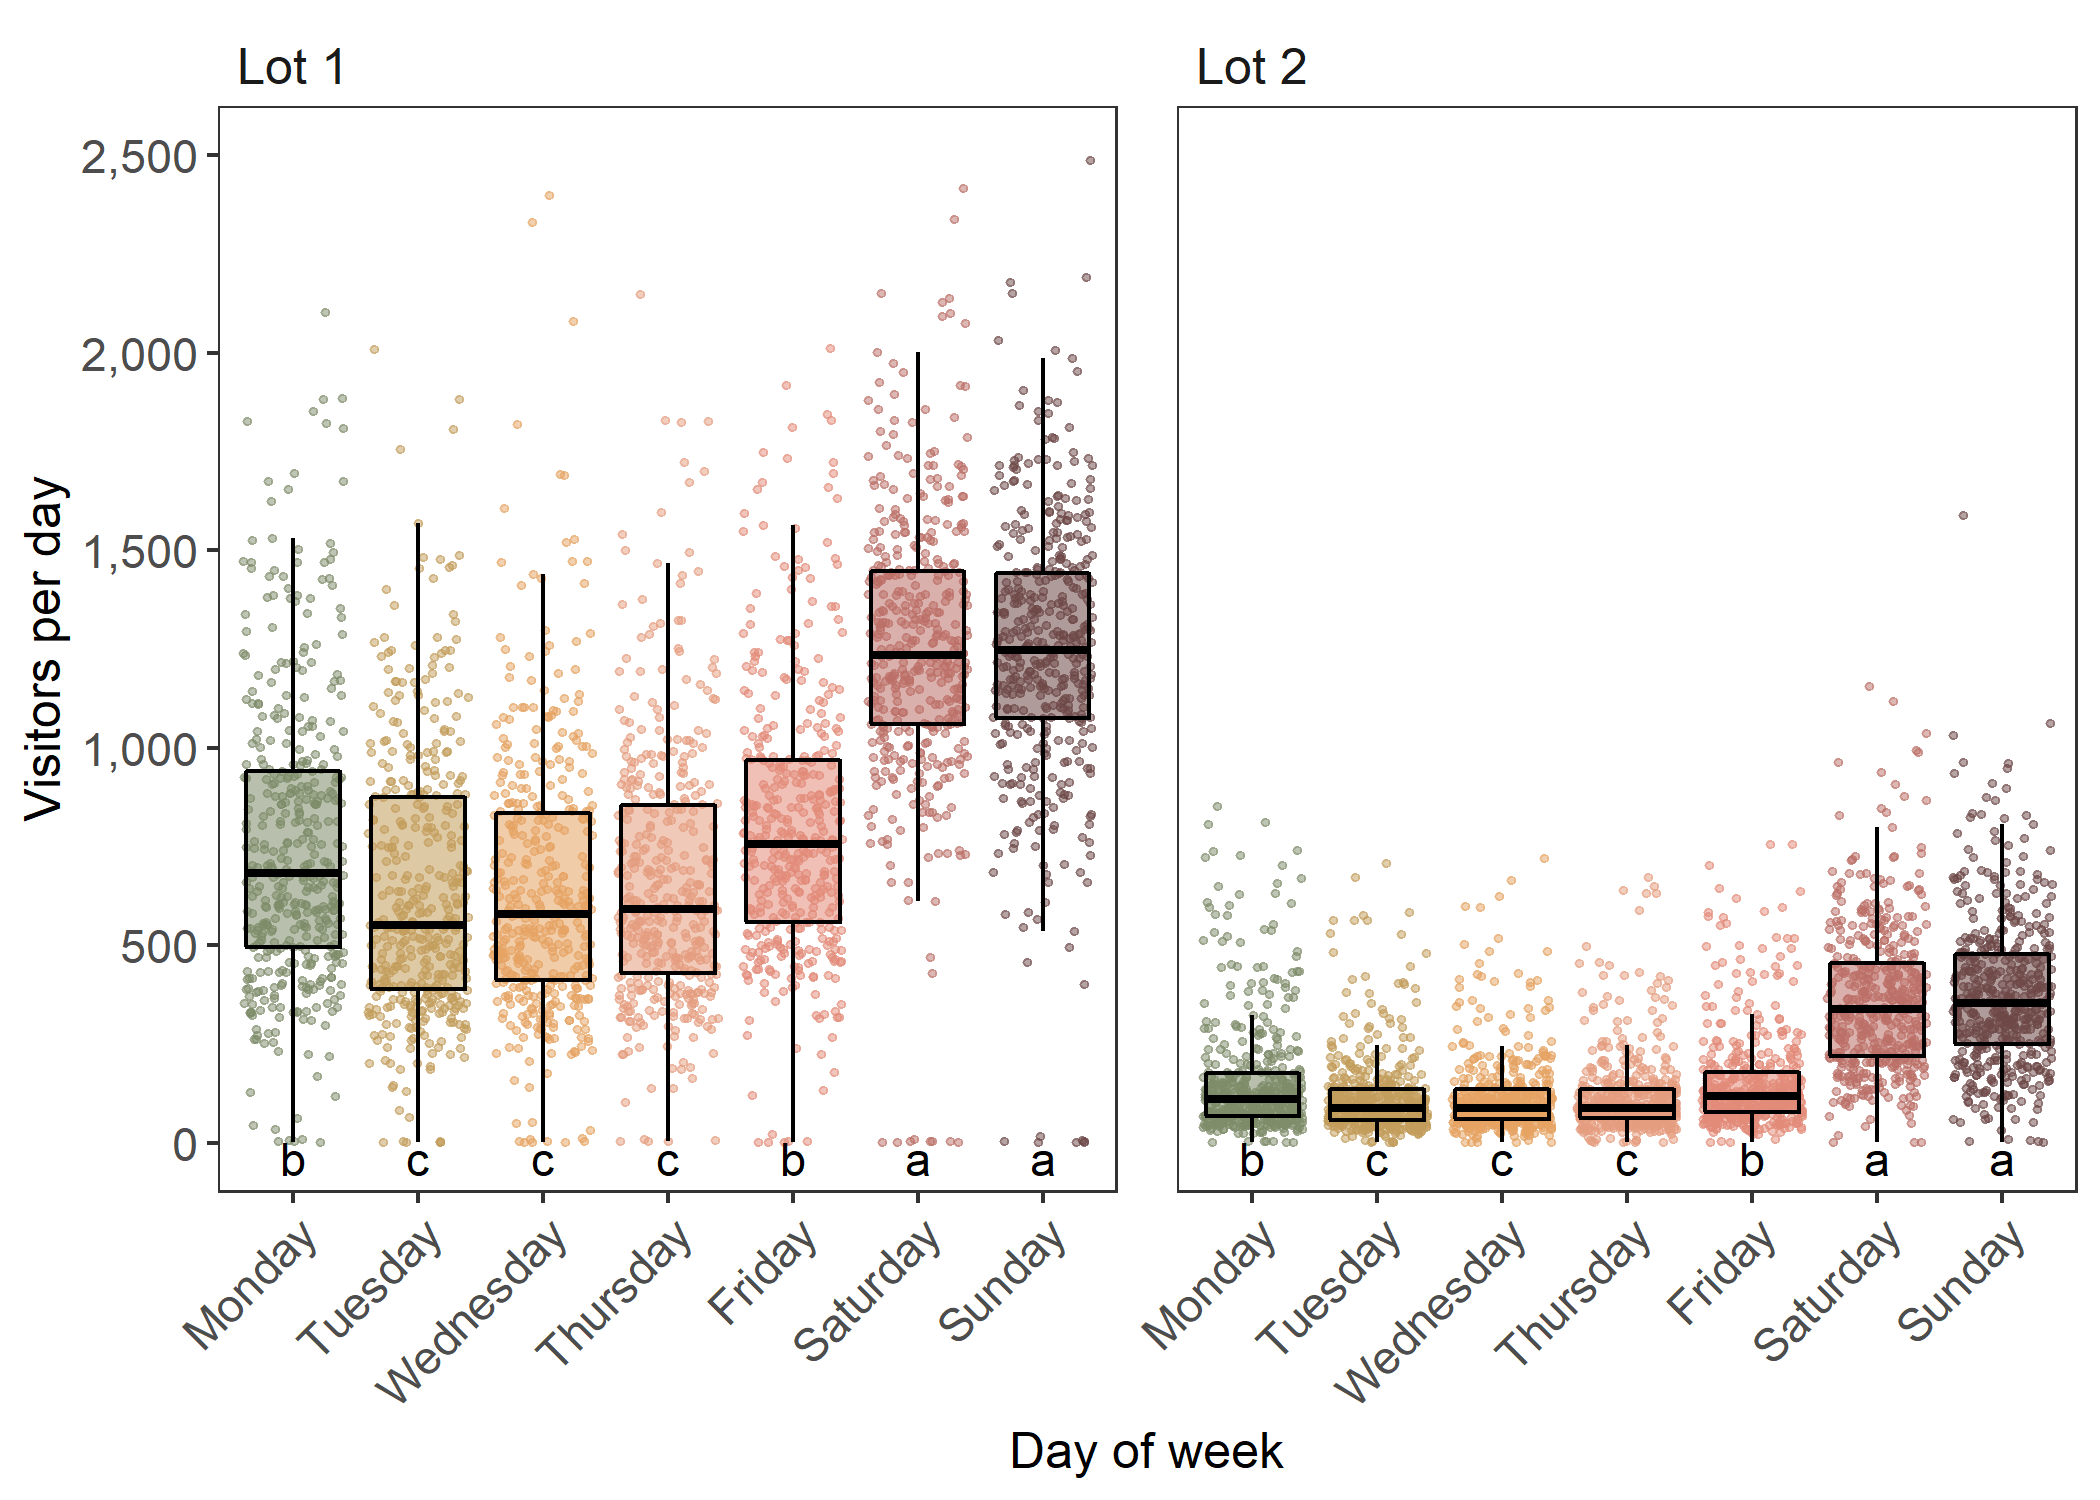 Lot 1
Lot 2
Visitors per day
2,500
2,000
1,500
1,000
500
0
b c c c b a a
b c c c b a a
Monday Tuesday Wednesday Thursday Friday Saturday Sunday
Monday Tuesday Wednesday Thursday Friday Saturday Sunday
Day of week